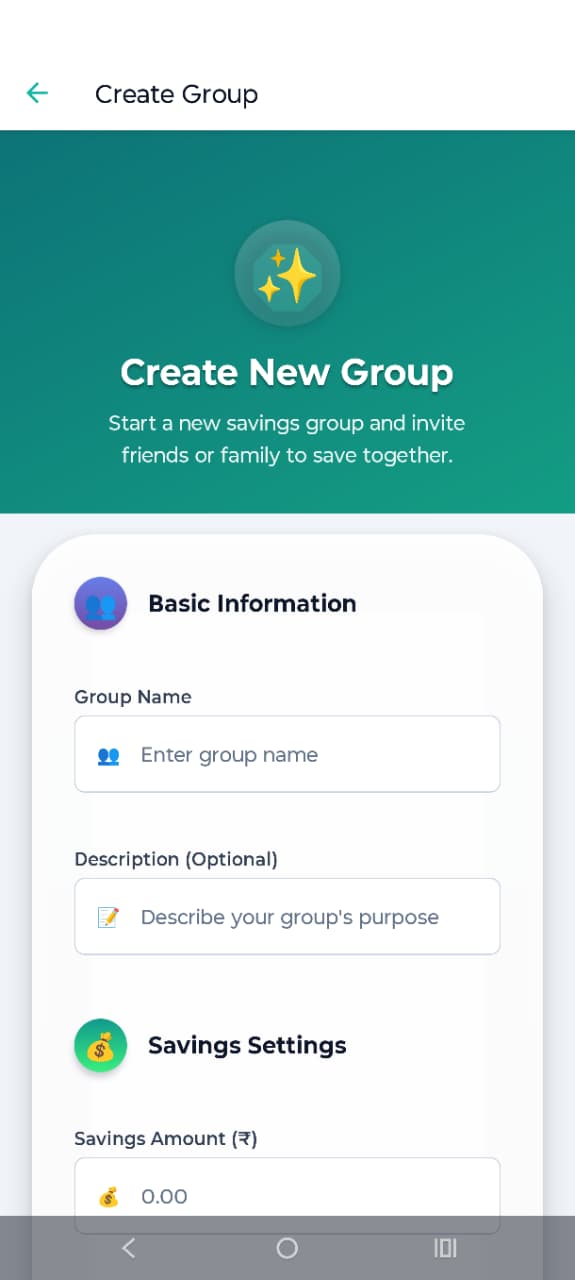 Create Group
Create New Group
Start a new savings group and invite
friends or family to save together.
Basic Information
Group Name
Enter group name
Description (Optional)
Describe your group's purpose
Savings Settings
Savings Amount (₹)
0.00